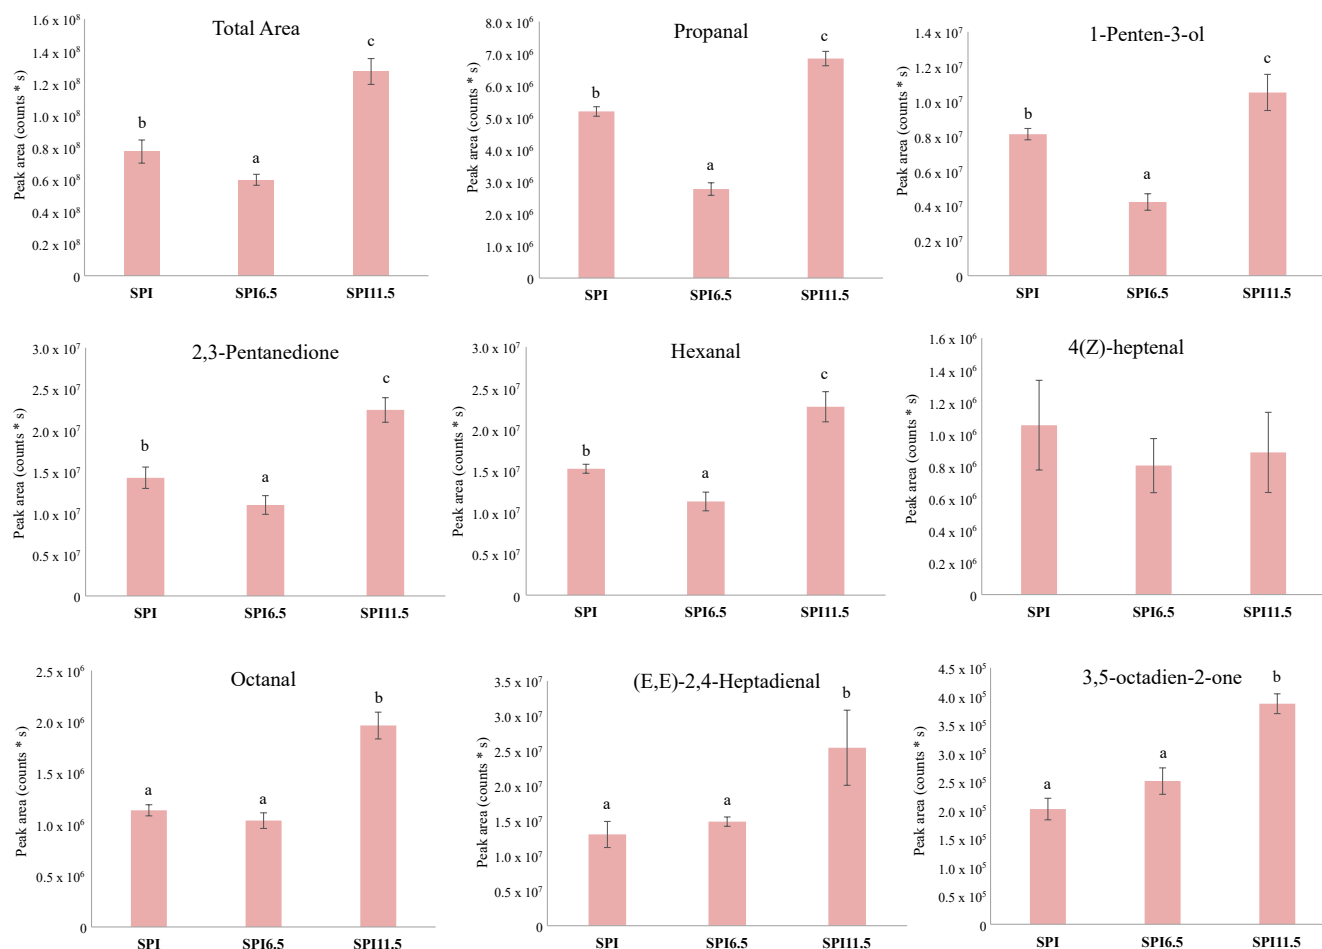 Total Area
Peak area (counts * s)
1.6 x 10⁸
1.4 x 10⁸
1.2 x 10⁸
1.0 x 10⁸
0.8 x 10⁸
0.6 x 10⁸
0.4 x 10⁸
0.2 x 10⁸
0
b
a
c
SPI
SPI6.5
SPI11.5
Propanal
Peak area (counts * s)
8.0 x 10⁶
7.0 x 10⁶
6.0 x 10⁶
5.0 x 10⁶
4.0 x 10⁶
3.0 x 10⁶
2.0 x 10⁶
1.0 x 10⁶
0
b
a
c
SPI
SPI6.5
SPI11.5
1-Penten-3-ol
Peak area (counts * s)
1.4 x 10⁷
1.2 x 10⁷
1.0 x 10⁷
0.8 x 10⁷
0.6 x 10⁷
0.4 x 10⁷
0.2 x 10⁷
0
b
a
c
SPI
SPI6.5
SPI11.5
2,3-Pentanedione
Peak area (counts * s)
3.0 x 10⁷
2.5 x 10⁷
2.0 x 10⁷
1.5 x 10⁷
1.0 x 10⁷
0.5 x 10⁷
0
b
a
c
SPI
SPI6.5
SPI11.5
Hexanal
Peak area (counts * s)
3.0 x 10⁷
2.5 x 10⁷
2.0 x 10⁷
1.5 x 10⁷
1.0 x 10⁷
0.5 x 10⁷
0
b
a
c
SPI
SPI6.5
SPI11.5
4(Z)-heptenal
Peak area (counts * s)
1.6 x 10⁶
1.4 x 10⁶
1.2 x 10⁶
1.0 x 10⁶
0.8 x 10⁶
0.6 x 10⁶
0.4 x 10⁶
0.2 x 10⁶
0
SPI
SPI6.5
SPI11.5
Octanal
Peak area (counts * s)
2.5 x 10⁶
2.0 x 10⁶
1.5 x 10⁶
1.0 x 10⁶
0.5 x 10⁶
0
a
a
b
SPI
SPI6.5
SPI11.5
(E,E)-2,4-Heptadienal
Peak area (counts * s)
3.5 x 10⁷
3.0 x 10⁷
2.5 x 10⁷
2.0 x 10⁷
1.5 x 10⁷
1.0 x 10⁷
0.5 x 10⁷
0
a
a
b
SPI
SPI6.5
SPI11.5
3,5-octadien-2-one
Peak area (counts * s)
4.5 x 10⁵
4.0 x 10⁵
3.5 x 10⁵
3.0 x 10⁵
2.5 x 10⁵
2.0 x 10⁵
1.5 x 10⁵
1.0 x 10⁵
0.5 x 10⁵
0
a
a
b
SPI
SPI6.5
SPI11.5